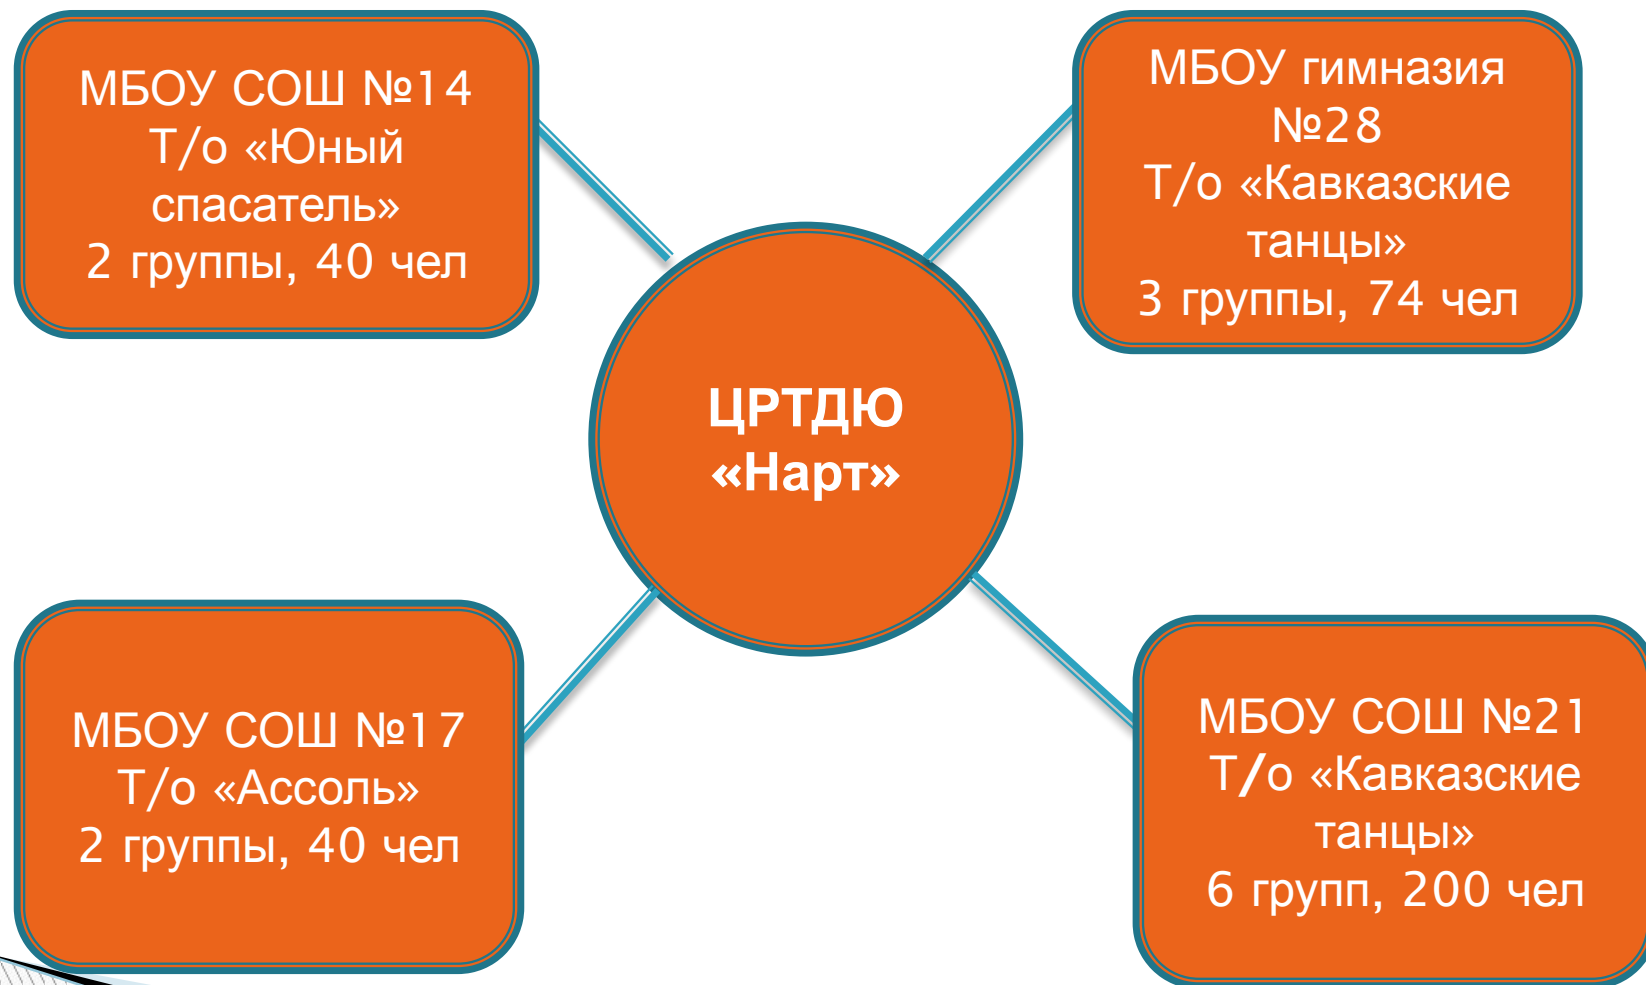 МБОУ СОШ №14
Т/о «Юный
спасатель»
2 группы, 40 чел
МБОУ гимназия
№28
Т/о «Кавказские
танцы»
3 группы, 74 чел
ЦРТДЮ
«Нарт»
МБОУ СОШ №17
Т/о «Ассоль»
2 группы, 40 чел
МБОУ СОШ №21
Т/о «Кавказские
танцы»
6 групп, 200 чел